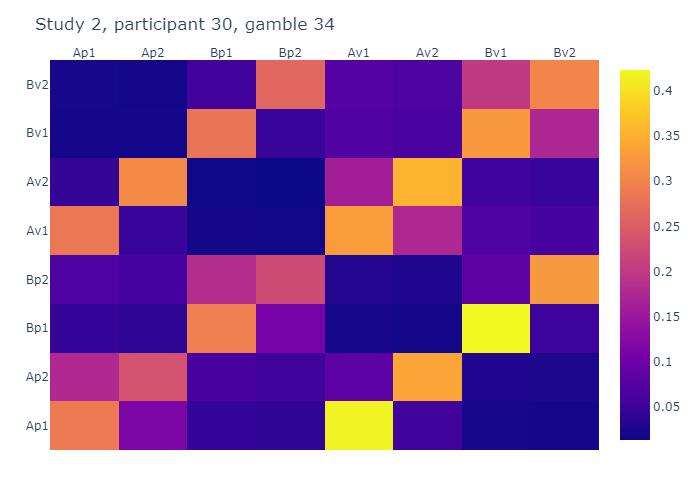 Study 2, participant 30, gamble 34
Ap1 Ap2 Bp1 Bp2 Av1 Av2 Bv1 Bv2
Bv2
Bv1
Av2
Av1
Bp2
Bp1
Ap2
Ap1
0.4
0.35
0.3
0.25
0.2
0.15
0.1
0.05